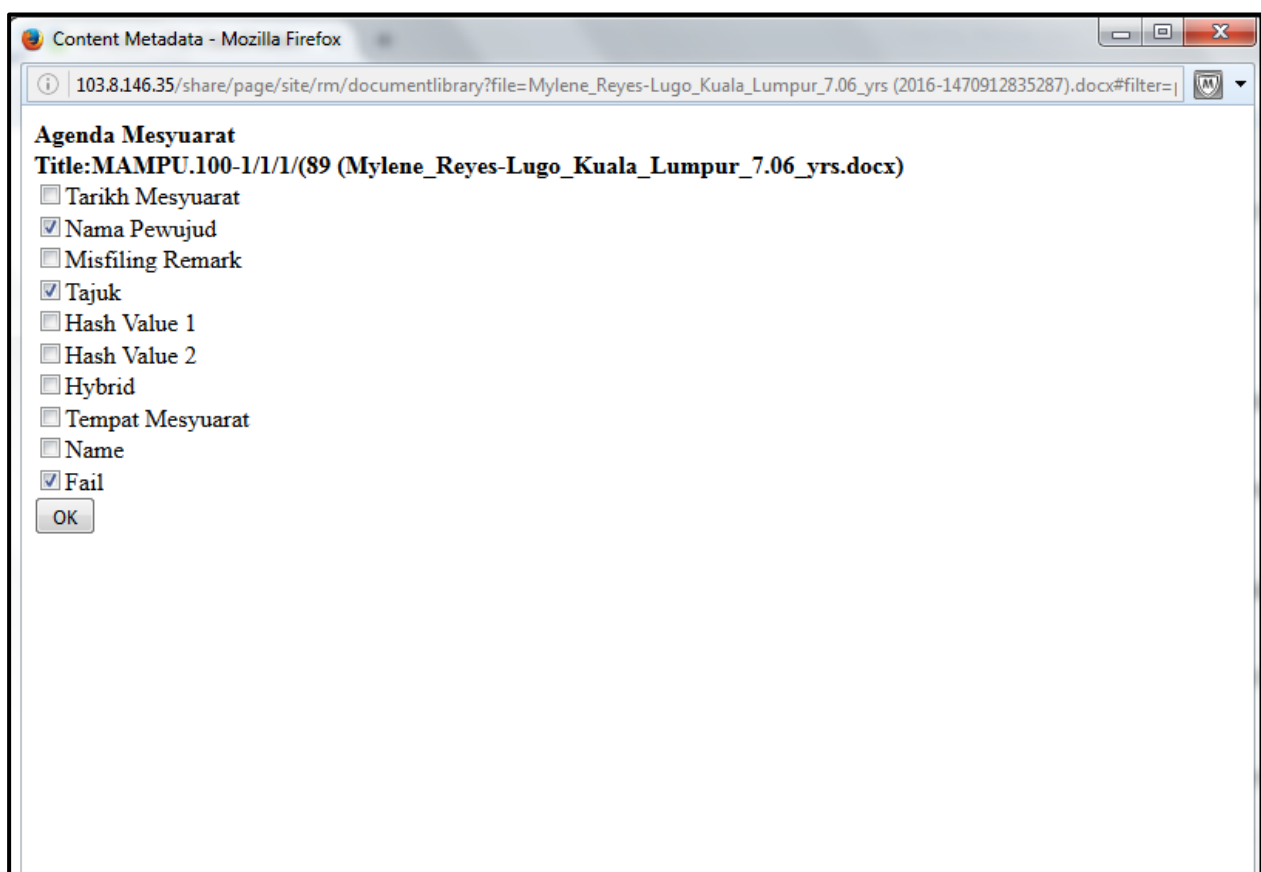 Content Metadata - Mozilla Firefox
103.8.146.35/share/page/site/rm/documentlibrary?file=Mylene_Reyes-Lugo_Kuala_Lumpur_7.06_yrs (2016-1470912835287).docx#filter=
Agenda Mesyuarat
Title:MAMPU.100-1/1/1/(89 (Mylene_Reyes-Lugo_Kuala_Lumpur_7.06_yrs.docx)
Tarikh Mesyuarat
Nama Pewujud
Misfiling Remark
Tajuk
Hash Value 1
Hash Value 2
Hybrid
Tempat Mesyuarat
Name
Fail
OK